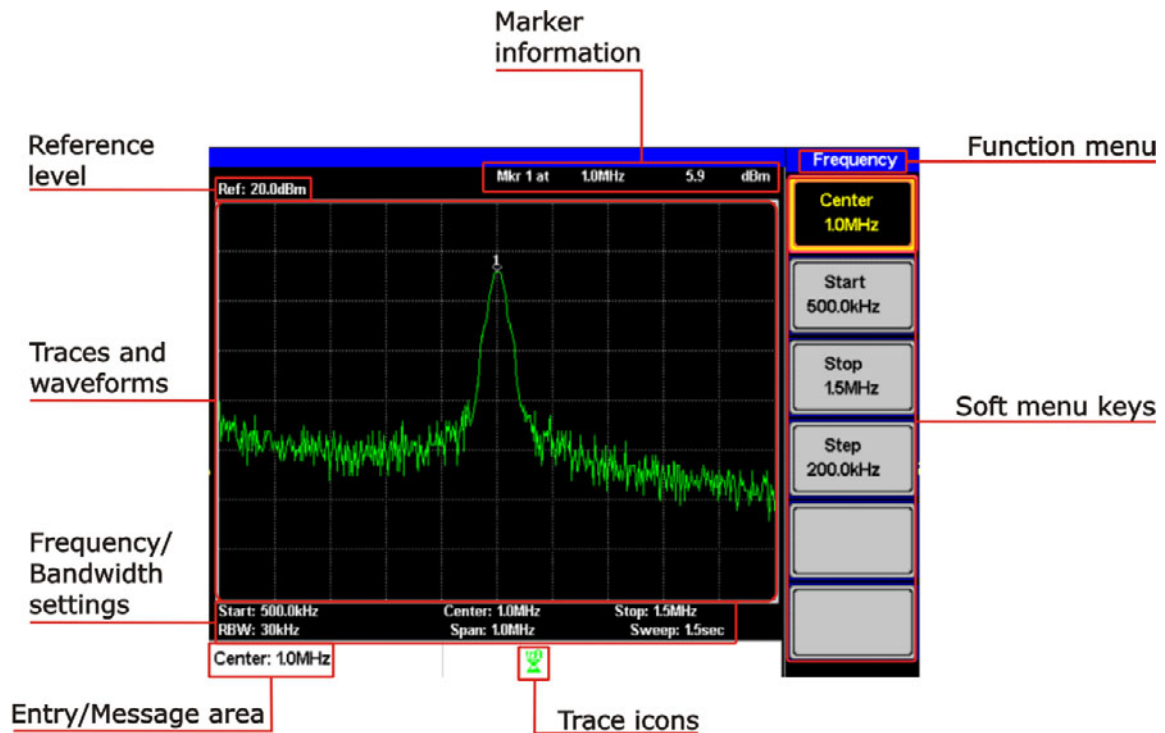 Marker
information
Reference
level
Function menu
Frequency
Mkr 1 at 1.0MHz 5.9 dBm
Ref: 20.0dBm
Center
1.0MHz
1
Start
500.0kHz
Traces and
waveforms
Stop
1.5MHz
Soft menu keys
Step
200.0kHz
Frequency/
Bandwidth
settings
Start: 500.0kHz Center: 1.0MHz Stop: 1.5MHz
RBW: 30kHz Span: 1.0MHz Sweep: 1.5sec
Center: 1.0MHz
Entry/Message area
Trace icons